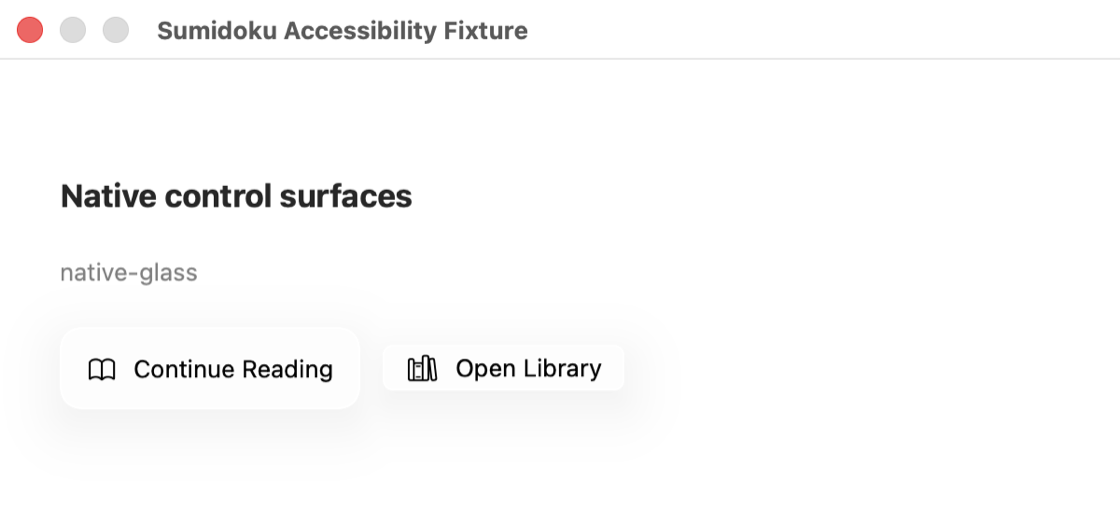 Sumidoku Accessibility Fixture
Native control surfaces
native-glass
Continue Reading
Open Library